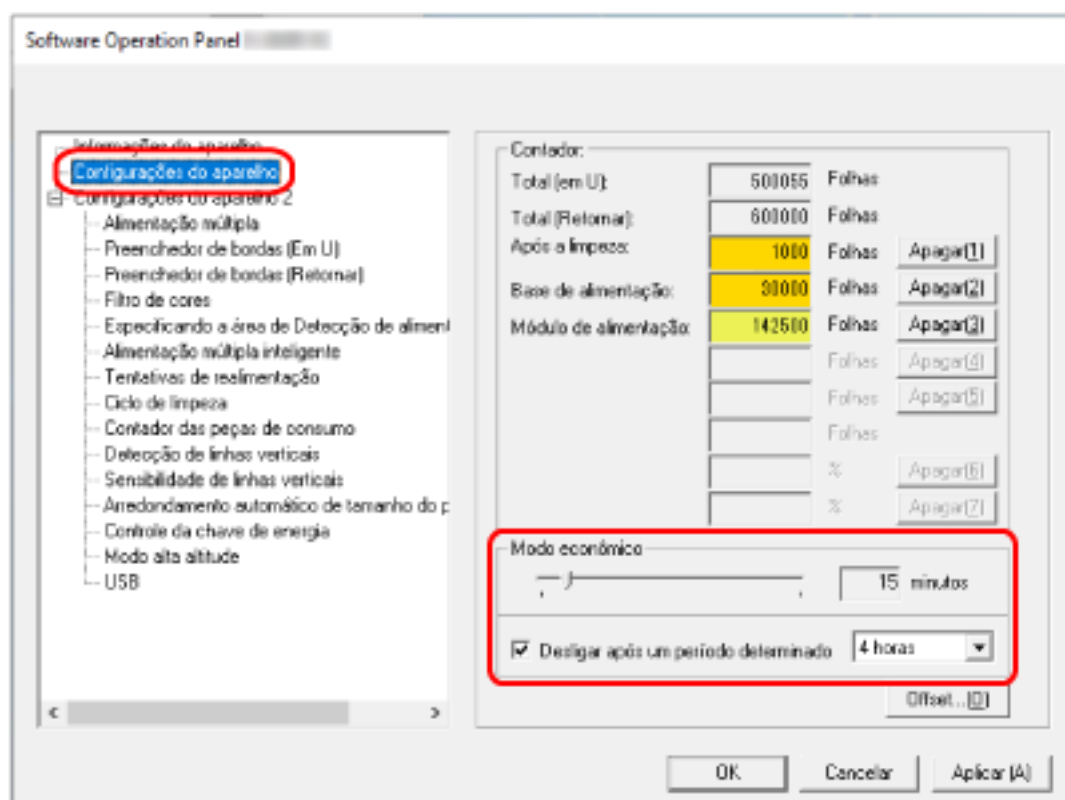 Software Operation Panel
Informações do aparelho
Configurações do aparelho
Configurações do aparelho 2
Alimentação múltipla
Preenchedor de bordas (Em U)
Preenchedor de bordas (Retornar)
Filtro de cores
Especificando a área de Detecção de aliment
Alimentação múltipla inteligente
Tentativas de realimentação
Ciclo de limpeza
Contador das peças de consumo
Detecção de linhas verticais
Sensibilidade de linhas verticais
Arredondamento automático de tamanho do p
Controle da chave de energia
Modo alta altitude
USB
Contador:
Total (em U): 500055 Folhas
Total (Retornar): 600000 Folhas
Após a limpeza: 1000 Folhas Apagar(1)
Base de alimentação: 30000 Folhas Apagar(2)
Módulo de alimentação: 142500 Folhas Apagar(3)
Folhas Apagar(4)
Folhas Apagar(5)
Folhas
% Apagar(6)
% Apagar(7)
Modo econômico
15 minutos
Desligar após um período determinado 4 horas
Offset...(O)
OK Cancelar Aplicar (A)